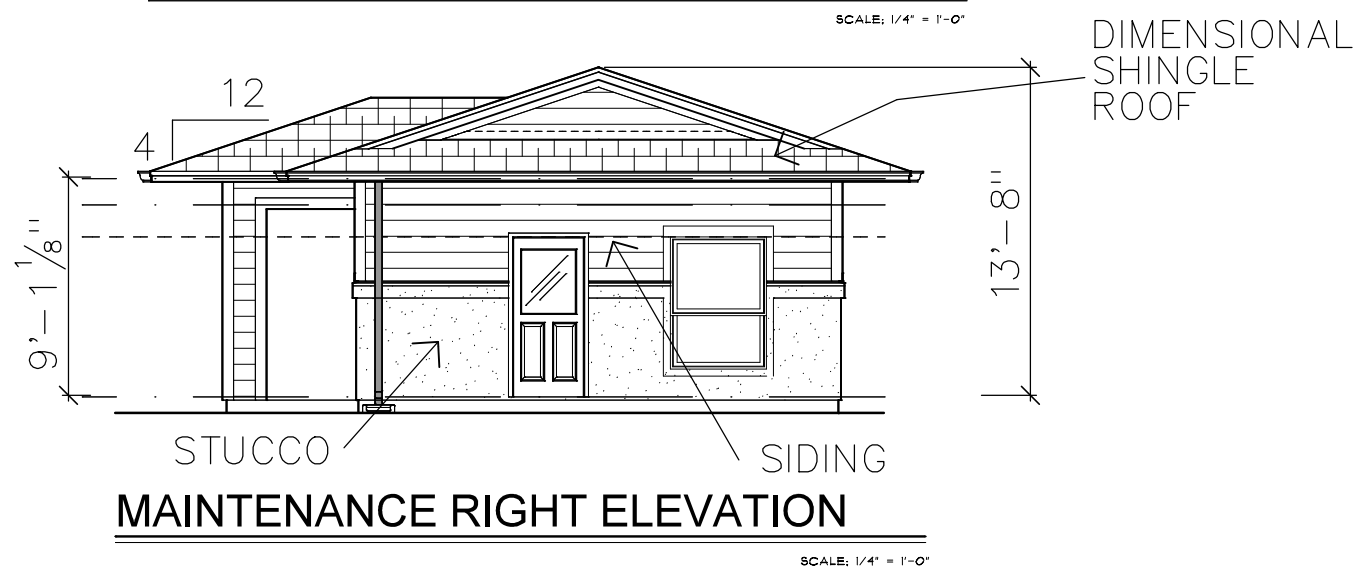 SCALE; 1/4" = 1'-0"
DIMENSIONAL
SHINGLE
ROOF
12
4
9'-1 1/8"
13'-8"
STUCCO
SIDING
MAINTENANCE RIGHT ELEVATION
SCALE; 1/4" = 1'-0"